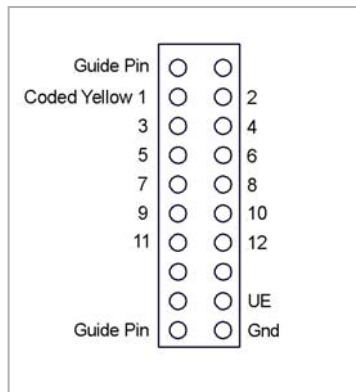 Guide Pin
Coded Yellow 1 2
3 4
5 6
7 8
9 10
11 12
UE
Guide Pin Gnd